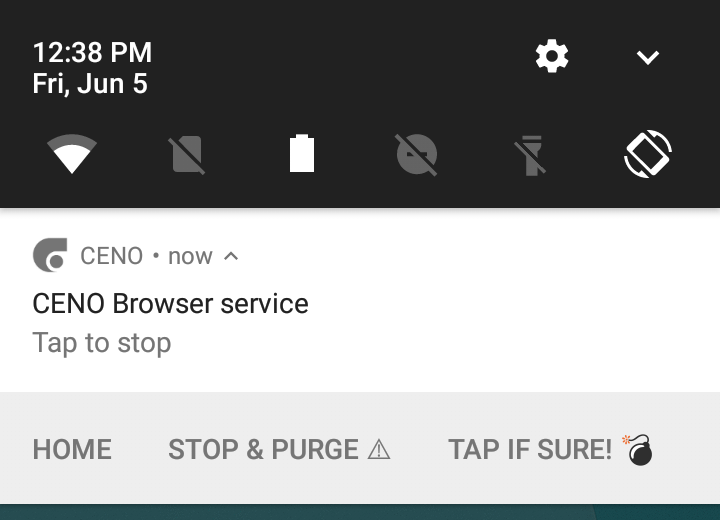 12:38 PM
Fri, Jun 5
CENO • now
CENO Browser service
Tap to stop
HOME STOP & PURGE ⚠ TAP IF SURE! 💣